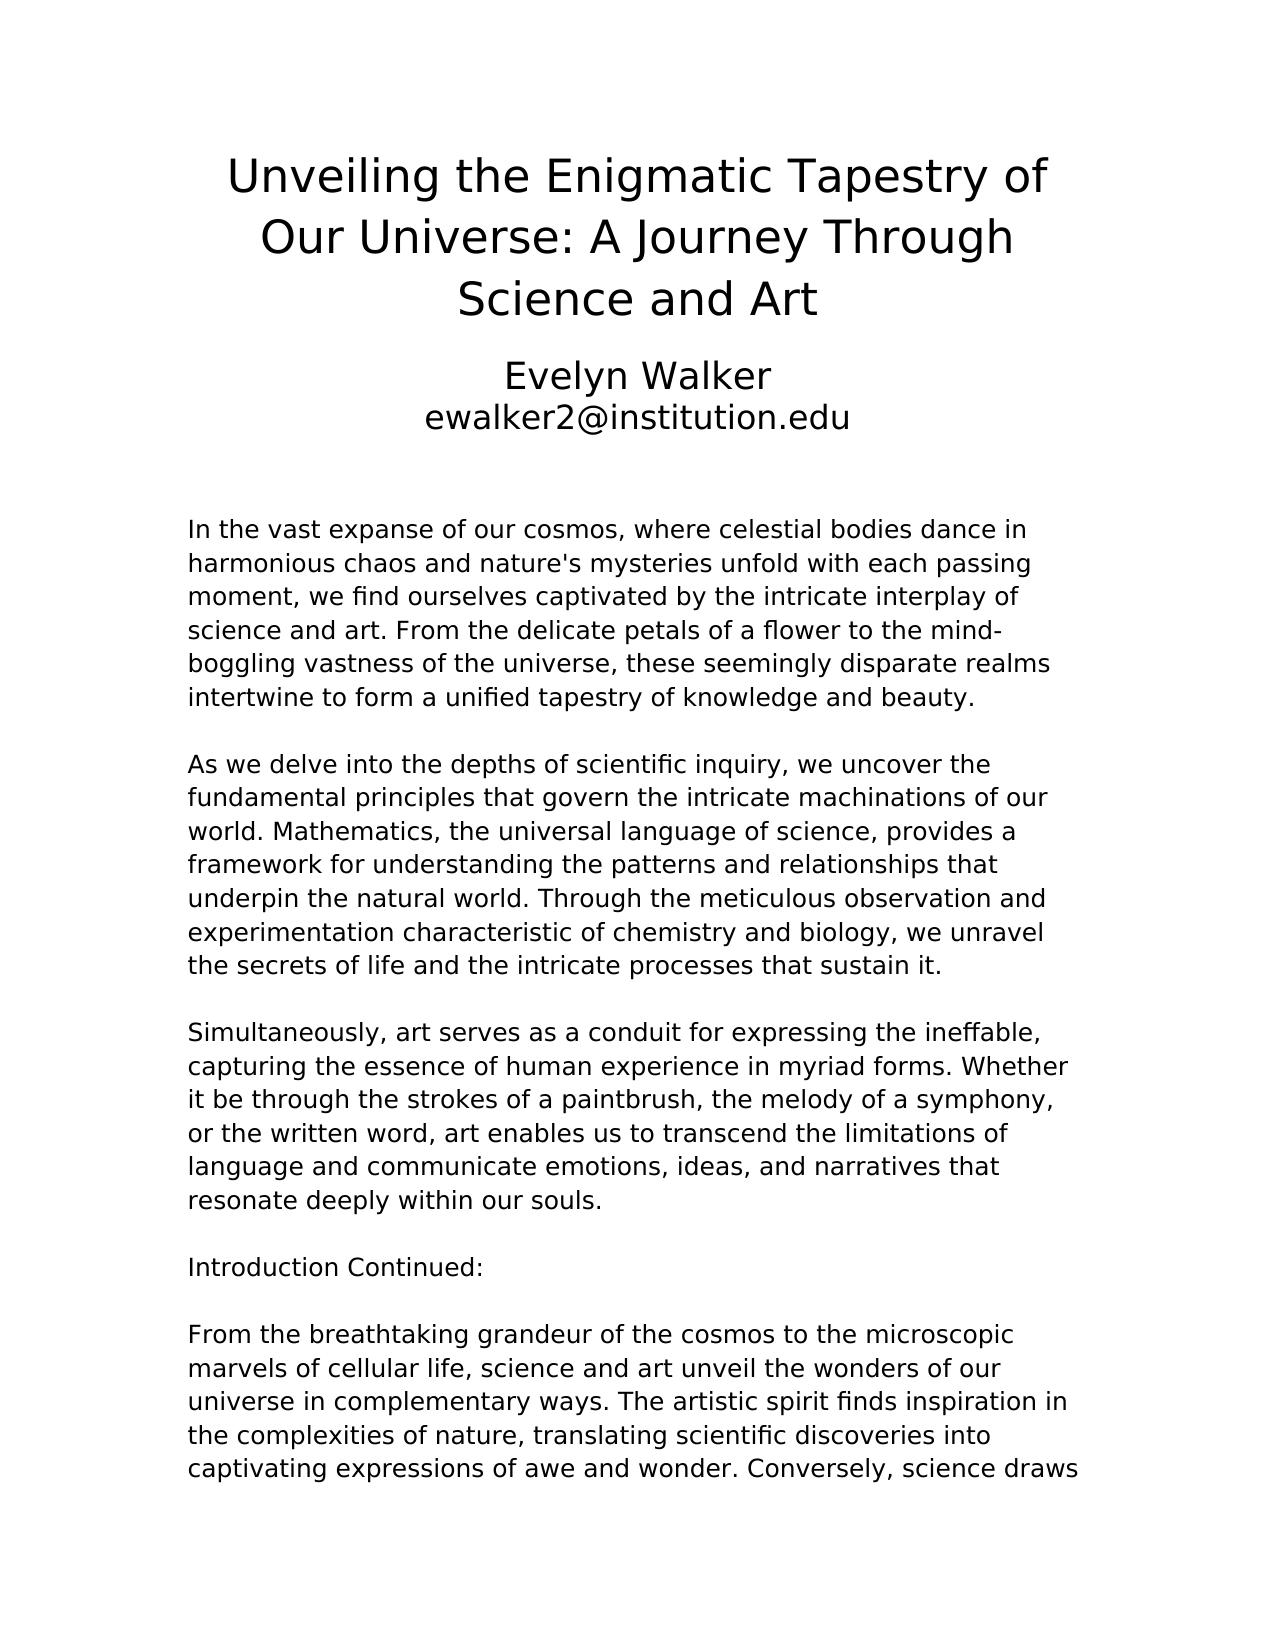 Unveiling the Enigmatic Tapestry of
Our Universe: A Journey Through
Science and Art
Evelyn Walker
ewalker2@institution.edu
In the vast expanse of our cosmos, where celestial bodies dance in
harmonious chaos and nature's mysteries unfold with each passing
moment, we find ourselves captivated by the intricate interplay of
science and art. From the delicate petals of a flower to the mind-
boggling vastness of the universe, these seemingly disparate realms
intertwine to form a unified tapestry of knowledge and beauty.
As we delve into the depths of scientific inquiry, we uncover the
fundamental principles that govern the intricate machinations of our
world. Mathematics, the universal language of science, provides a
framework for understanding the patterns and relationships that
underpin the natural world. Through the meticulous observation and
experimentation characteristic of chemistry and biology, we unravel
the secrets of life and the intricate processes that sustain it.
Simultaneously, art serves as a conduit for expressing the ineffable,
capturing the essence of human experience in myriad forms. Whether
it be through the strokes of a paintbrush, the melody of a symphony,
or the written word, art enables us to transcend the limitations of
language and communicate emotions, ideas, and narratives that
resonate deeply within our souls.
Introduction Continued:
From the breathtaking grandeur of the cosmos to the microscopic
marvels of cellular life, science and art unveil the wonders of our
universe in complementary ways. The artistic spirit finds inspiration in
the complexities of nature, translating scientific discoveries into
captivating expressions of awe and wonder. Conversely, science draws